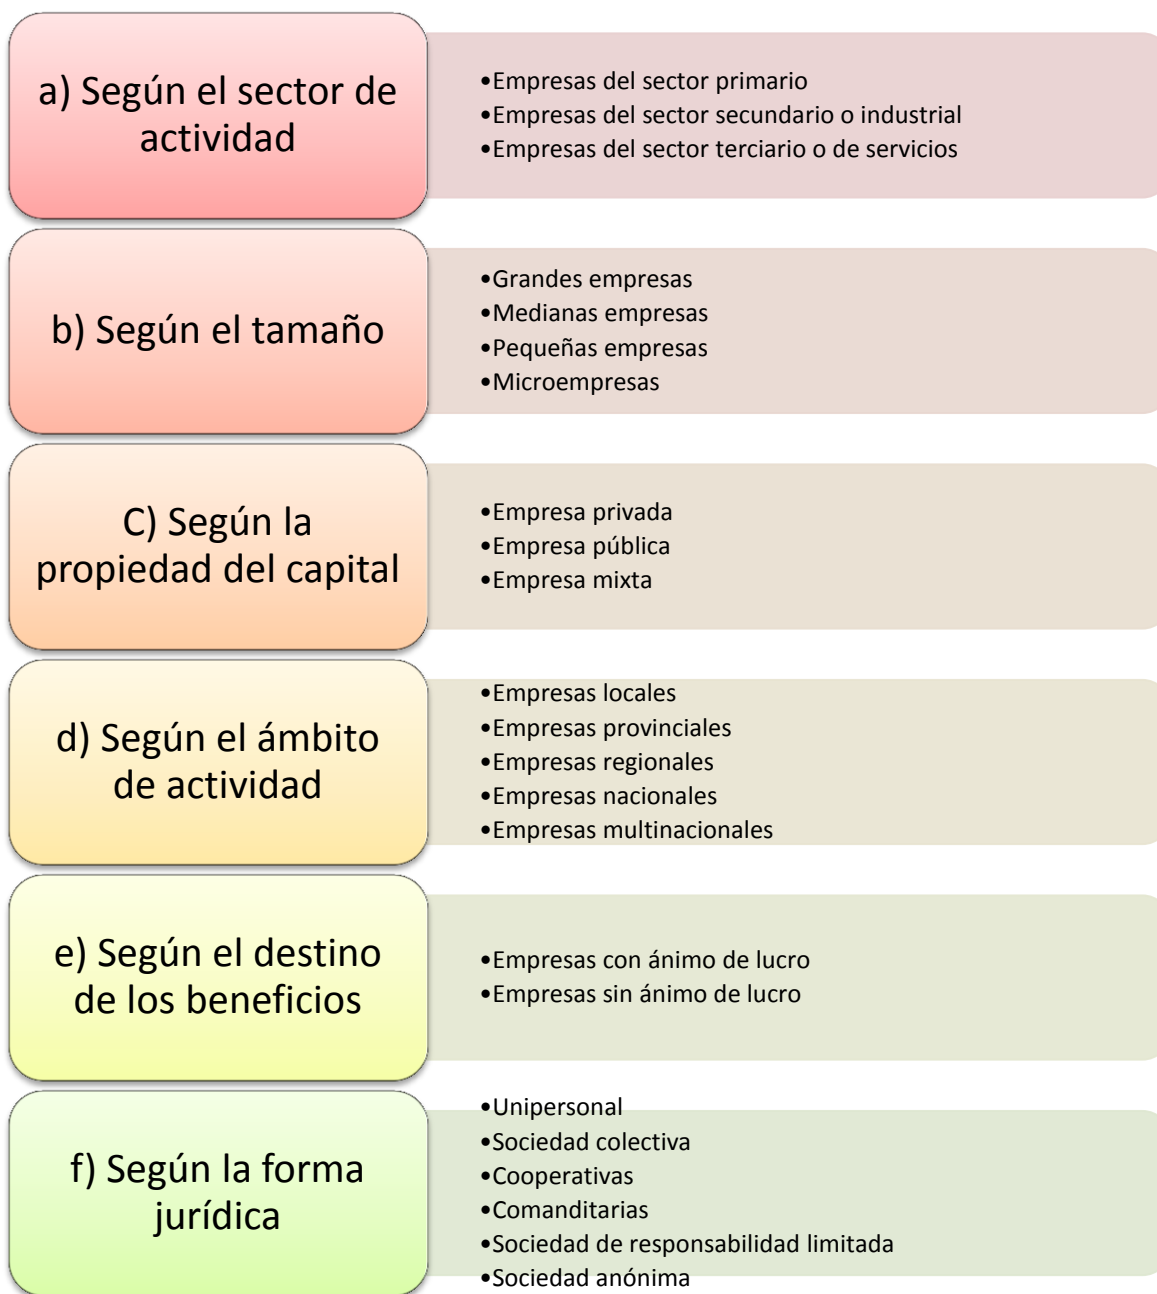 a) Según el sector de
actividad
•Empresas del sector primario
•Empresas del sector secundario o industrial
•Empresas del sector terciario o de servicios
b) Según el tamaño
•Grandes empresas
•Medianas empresas
•Pequeñas empresas
•Microempresas
C) Según la
propiedad del capital
•Empresa privada
•Empresa pública
•Empresa mixta
d) Según el ámbito
de actividad
•Empresas locales
•Empresas provinciales
•Empresas regionales
•Empresas nacionales
•Empresas multinacionales
e) Según el destino
de los beneficios
•Empresas con ánimo de lucro
•Empresas sin ánimo de lucro
f) Según la forma
jurídica
•Unipersonal
•Sociedad colectiva
•Cooperativas
•Comanditarias
•Sociedad de responsabilidad limitada
•Sociedad anónima